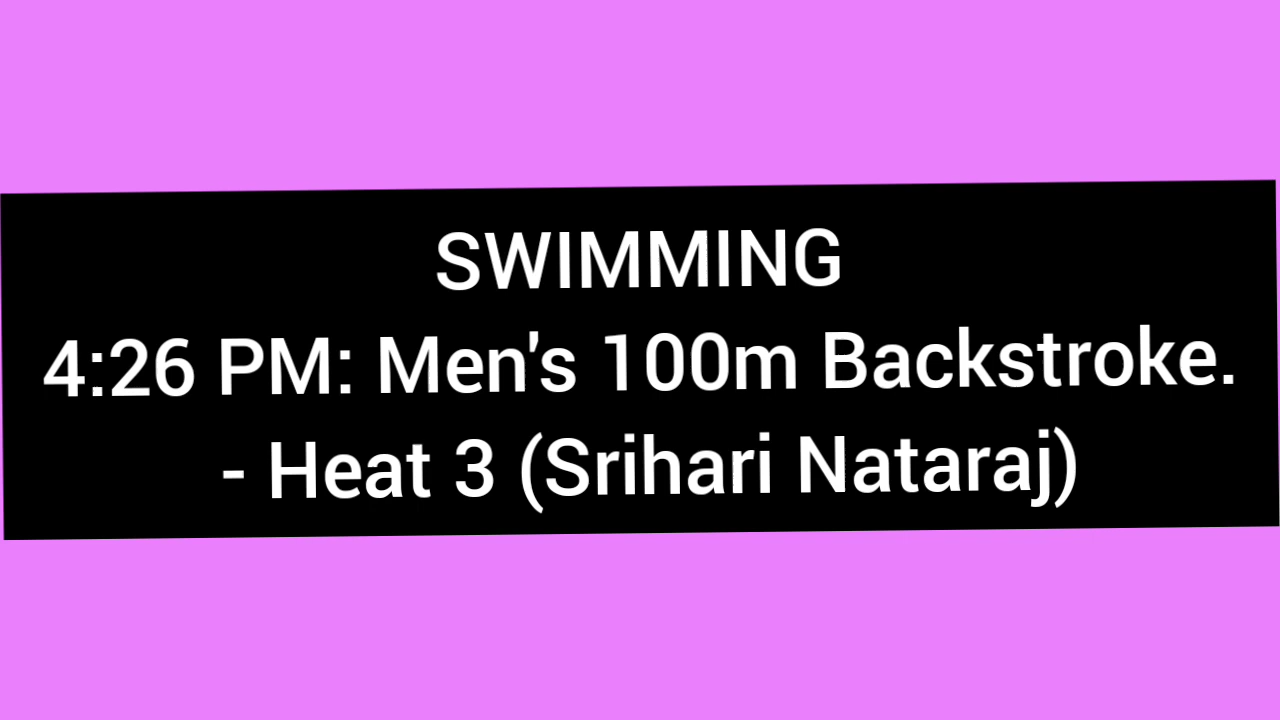 SWIMMING
4:26 PM: Men's 100m Backstroke.
- Heat 3 (Srihari Nataraj)